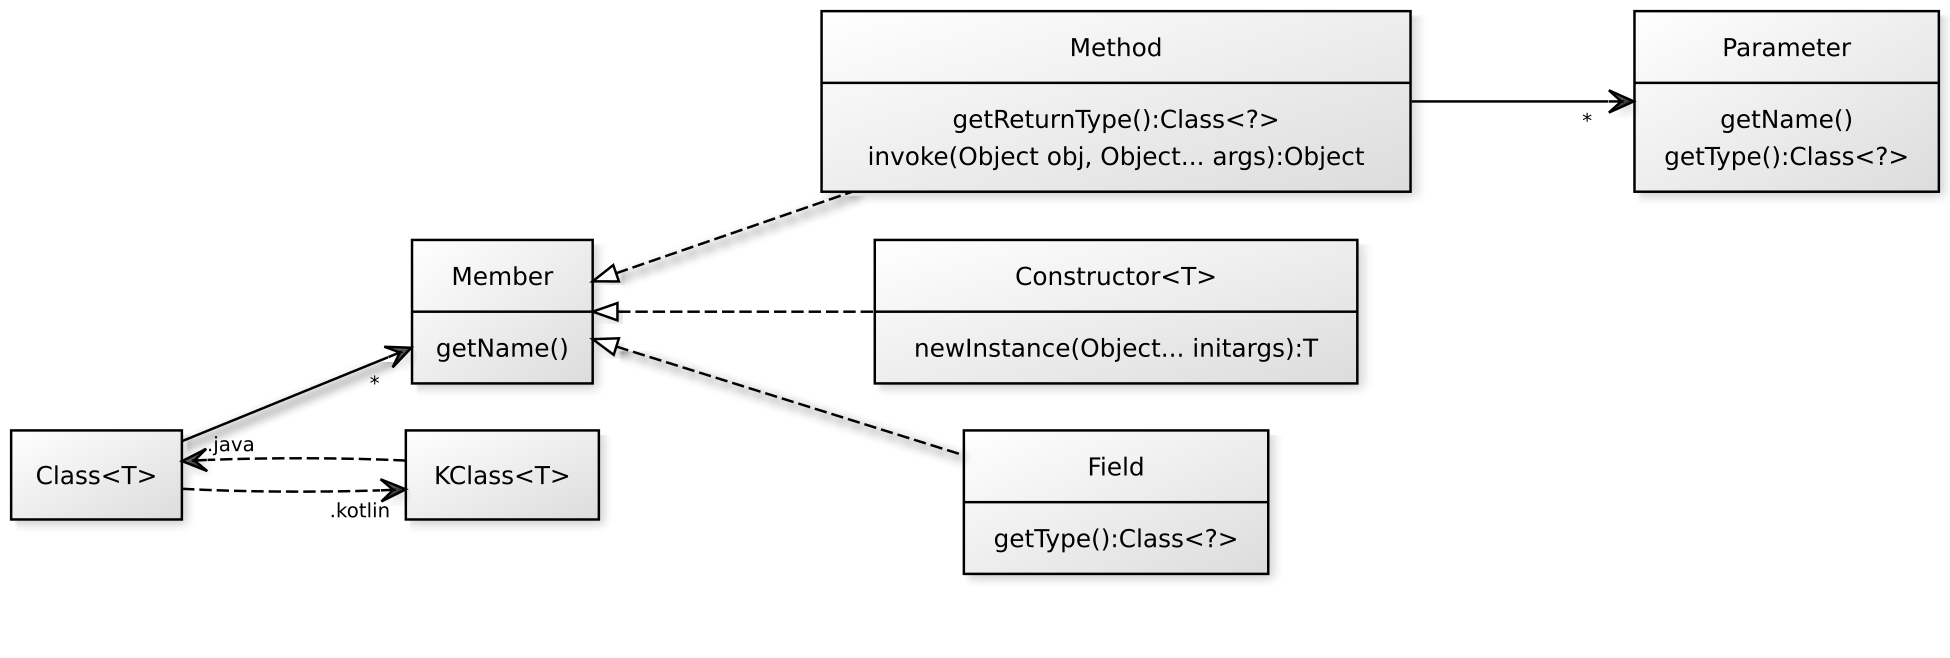 Method
getReturnType():Class<?>
invoke(Object obj, Object... args):Object
*
Parameter
getName()
getType():Class<?>
Member
getName()
Constructor<T>
newInstance(Object... initargs):T
*
Class<T>
.java
.kotlin
KClass<T>
Field
getType():Class<?>